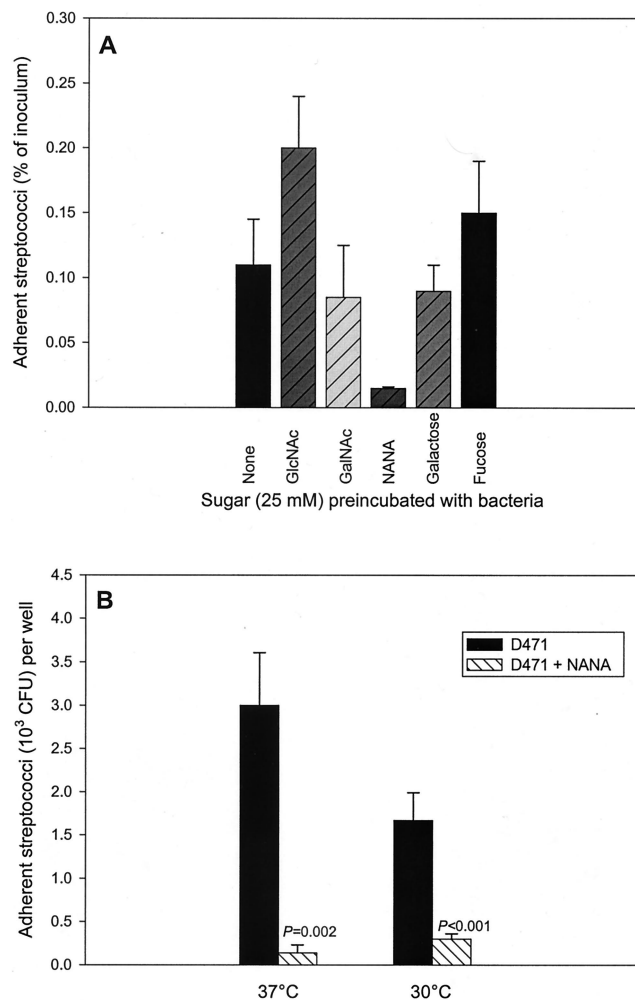 0.30
A
0.25
0.20
0.15
0.10
0.05
0.00
Adherent streptococci (% of inoculum)
None
GlcNAc
GalNAc
NANA
Galactose
Fucose
Sugar (25 mM) preincubated with bacteria
4.5
B
4.0
3.5
3.0
2.5
2.0
1.5
1.0
0.5
0.0
Adherent streptococci (10³ CFU) per well
D471
D471 + NANA
P=0.002
P<0.001
37°C
30°C